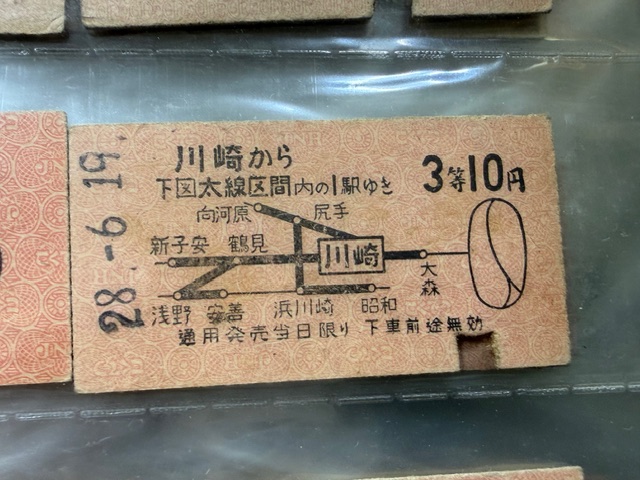 28.-6.19.
川崎から
下図太線区間内の1駅ゆき
3等10円
向河原 尻手
新子安 鶴見 川崎
大森
浅野 安善 浜川崎 昭和
通用発売当日限り 下車前途無効